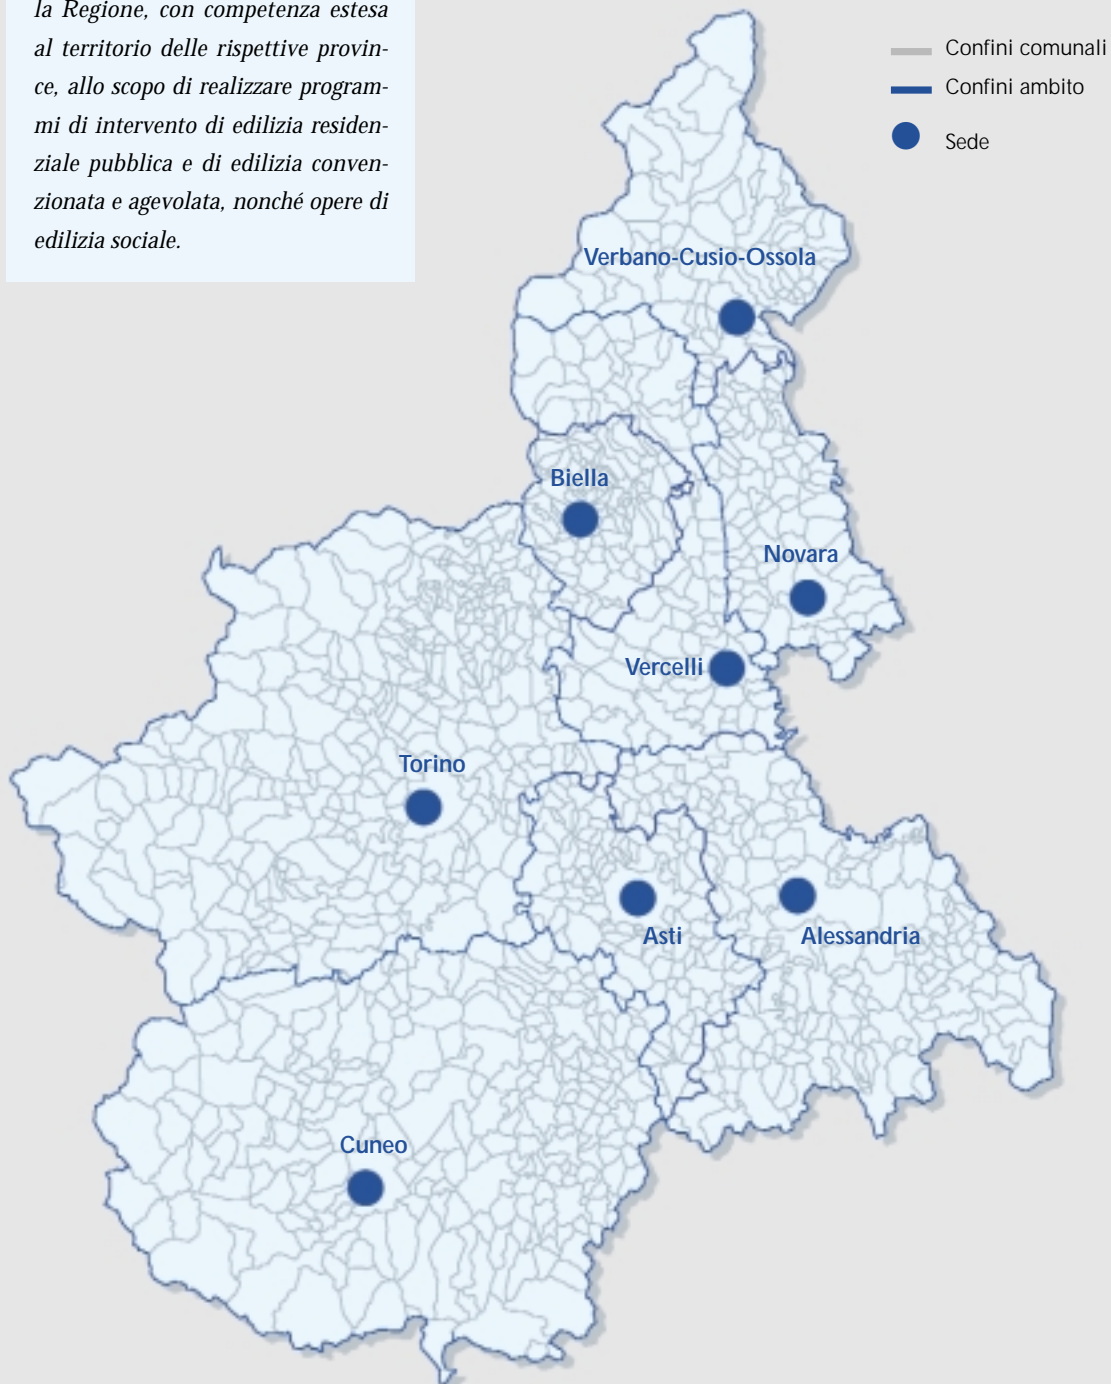 la Regione, con competenza estesa
al territorio delle rispettive provin-
ce, allo scopo di realizzare program-
mi di intervento di edilizia residen-
ziale pubblica e di edilizia conven-
zionata e agevolata, nonché opere di
edilizia sociale.
Confini comunali
Confini ambito
Sede
Verbano-Cusio-Ossola
Biella
Novara
Vercelli
Torino
Asti
Alessandria
Cuneo